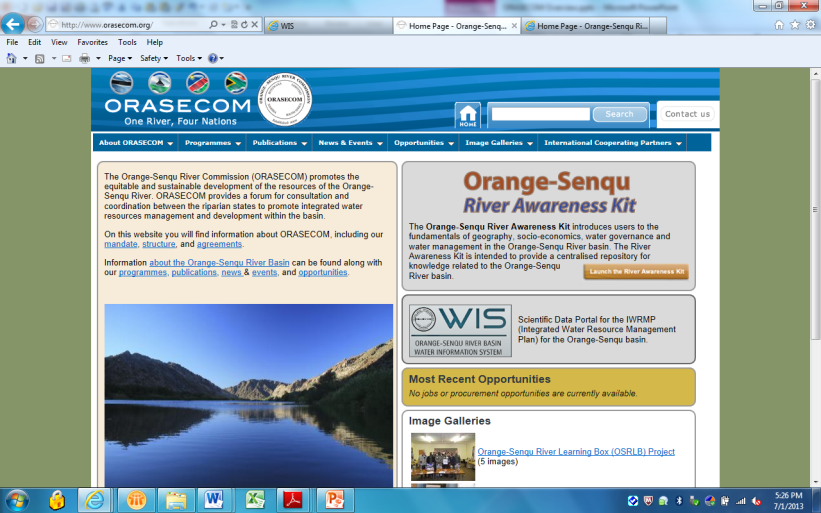 http://www.orasecom.org/
WIS
Home Page - Orange-Senq...
Home Page - Orange-Senqu Ri...
File Edit View Favorites Tools Help
Page Safety Tools
ORASECOM
One River, Four Nations
ORASECOM
HOME
Search
Contact us
About ORASECOM
Programmes
Publications
News & Events
Opportunities
Image Galleries
International Cooperating Partners
The Orange-Senqu River Commission (ORASECOM) promotes the
equitable and sustainable development of the resources of the Orange-
Senqu River. ORASECOM provides a forum for consultation and
coordination between the riparian states to promote integrated water
resources management and development within the basin.
On this website you will find information about ORASECOM, including our
mandate, structure, and agreements.
Information about the Orange-Senqu River Basin can be found along with
our programmes, publications, news & events, and opportunities.
Orange-Senqu
River Awareness Kit
The Orange-Senqu River Awareness Kit introduces users to the
fundamentals of geography, socio-economics, water governance and
water management in the Orange-Senqu River basin. The River
Awareness Kit is intended to provide a centralised repository for
knowledge related to the Orange-Senqu
River basin.
Launch the River Awareness Kit
WIS
ORANGE-SENQU RIVER BASIN
WATER INFORMATION SYSTEM
Scientific Data Portal for the IWRMP
(Integrated Water Resource Management
Plan) for the Orange-Senqu basin.
Most Recent Opportunities
No jobs or procurement opportunities are currently available.
Image Galleries
Orange-Senqu River Learning Box (OSRLB) Project
(5 images)
5:26 PM
7/1/2013